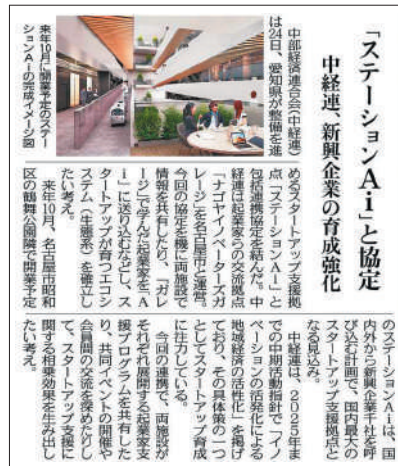 「ステーションAi」と協定
中経連、新興企業の育成強化
来年10月に開業予定のステー
ションAiの完成イメージ図
中部経済連合会(中経連)
は24日、愛知県が整備を進
めるスタートアップ支援拠
点「ステーションAi」と
包括連携協定を結んだ。中
経連は起業家らの交流拠点
「ナゴヤイノベーターズガ
レージ」を名古屋市と運営。
今回の協定を機に両施設で
情報を共有したり、「ガレ
ージ」で学んだ起業家を「A
i」に送り込むなどし、ス
タートアップが育つエコシ
ステム(生態系)を確立し
たい考え。
来年10月、名古屋市昭和
区の鶴舞公園隣で開業予定
のステーションAiは、国
内外から新興企業千社を呼
び込む計画で、国内最大の
スタートアップ支援拠点と
なる見込み。
中経連は、2025年ま
での中期活動指針で「イノ
ベーションの活発化による
地域経済の活性化」を掲げ
ており、その具体策の一つ
としてスタートアップ育成
に注力している。
今回の連携で、両施設が
それぞれ展開する起業家支
援プログラムを共有した
り、共同イベントの開催や
会員間の交流を深めたりし
て、スタートアップ支援に
関する相乗効果を生み出し
たい考え。